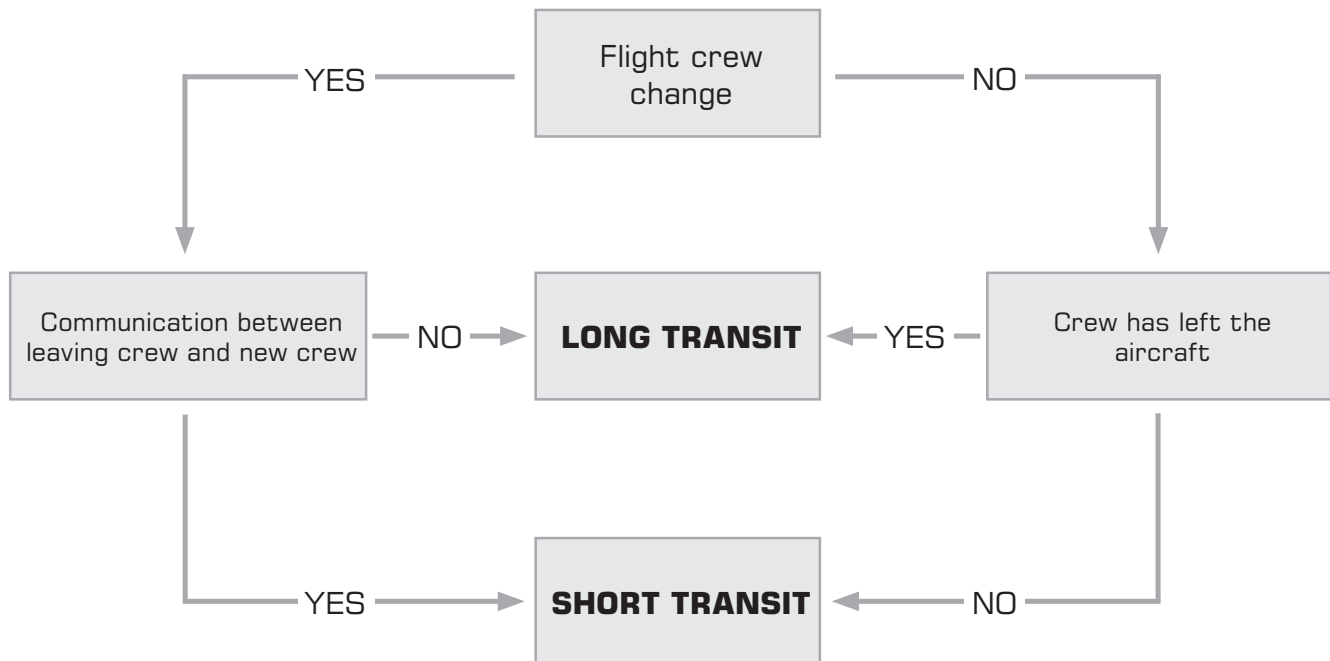 Flight crew
change
YES
NO
Communication between
leaving crew and new crew
NO
LONG TRANSIT
YES
Crew has left the
aircraft
YES
SHORT TRANSIT
NO